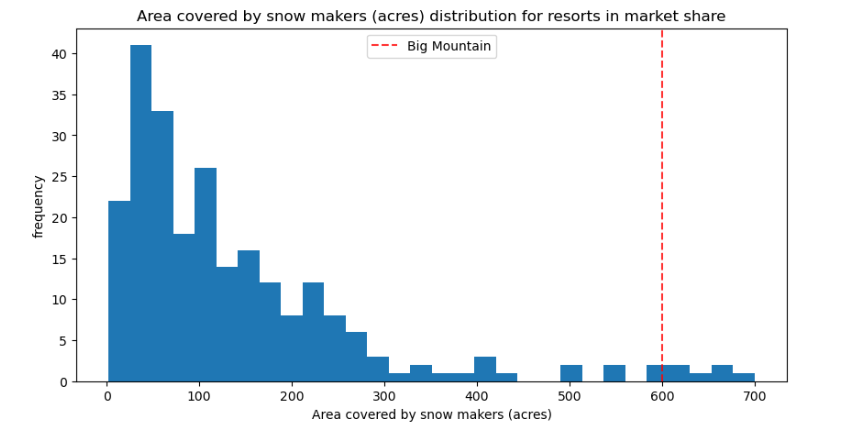 Area covered by snow makers (acres) distribution for resorts in market share
Big Mountain
frequency
40
35
30
25
20
15
10
5
0
0 100 200 300 400 500 600 700
Area covered by snow makers (acres)